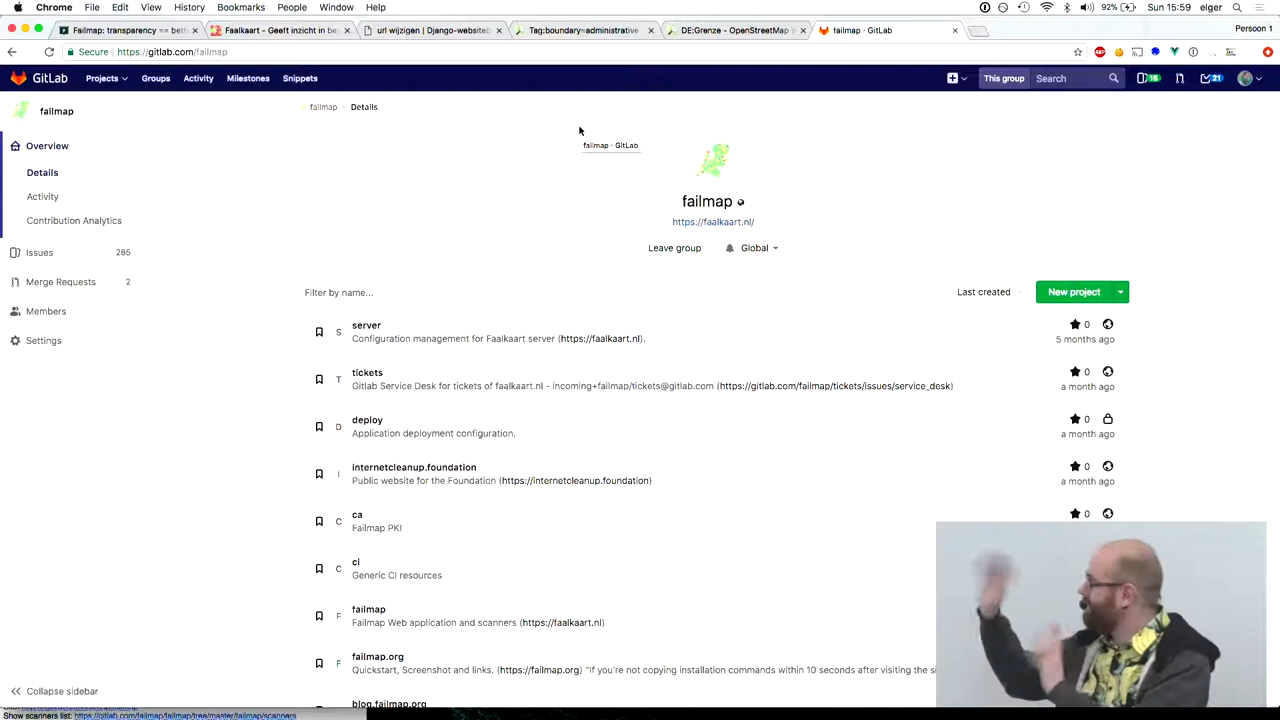 Chrome File Edit View History Bookmarks People Window Help 92% Sun 15:59 elger
Failmap: transparency == bett Faalkaart - Geeft inzicht in be url wijzigen | Django-website Tag:boundary=administrative DE:Grenze - OpenStreetMap W failmap · GitLab Persoon 1
Secure https://gitlab.com/failmap
GitLab Projects Groups Activity Milestones Snippets This group Search 16 21
failmap
failmap Details
Overview
failmap · GitLab
Details
Activity
failmap
Contribution Analytics
https://faalkaart.nl/
Issues 285
Leave group Global
Merge Requests 2
Filter by name... Last created New project
Members
server 0
Configuration management for Faalkaart server (https://faalkaart.nl). 5 months ago
Settings
tickets 0
Gitlab Service Desk for tickets of faalkaart.nl - incoming+failmap/tickets@gitlab.com (https://gitlab.com/failmap/tickets/issues/service_desk) a month ago
deploy 0
Application deployment configuration. a month ago
internetcleanup.foundation 0
Public website for the Foundation (https://internetcleanup.foundation) a month ago
ca 0
Failmap PKI
ci
Generic CI resources
failmap
Failmap Web application and scanners (https://faalkaart.nl)
failmap.org
Quickstart, Screenshot and links. (https://failmap.org) "If you're not copying installation commands within 10 seconds after visiting the
Collapse sidebar
blog.failmap.org
Show scanners list: https://gitlab.com/failmap/failmap/tree/master/failmap/scanners